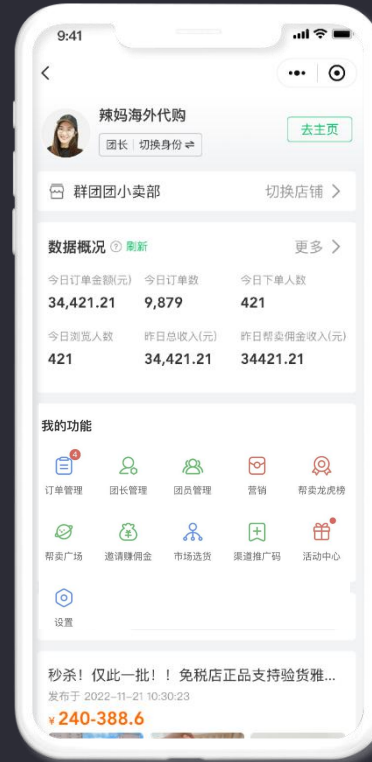 9:41
辣妈海外代购
团长 切换身份
去主页
群团团小卖部 切换店铺
数据概况 刷新 更多
今日订单金额(元) 今日订单数 今日下单人数
34,421.21 9,879 421
今日浏览人数 昨日总收入(元) 昨日帮卖佣金收入(元)
421 34,421.21 34421.21
我的功能
4
订单管理 团长管理 团员管理 营销 帮卖龙虎榜
帮卖广场 邀请赚佣金 市场选货 渠道推广码 活动中心
设置
秒杀！仅此一批！！免税店正品支持验货雅...
发布于 2022-11-21 10:30:23
¥ 240-388.6